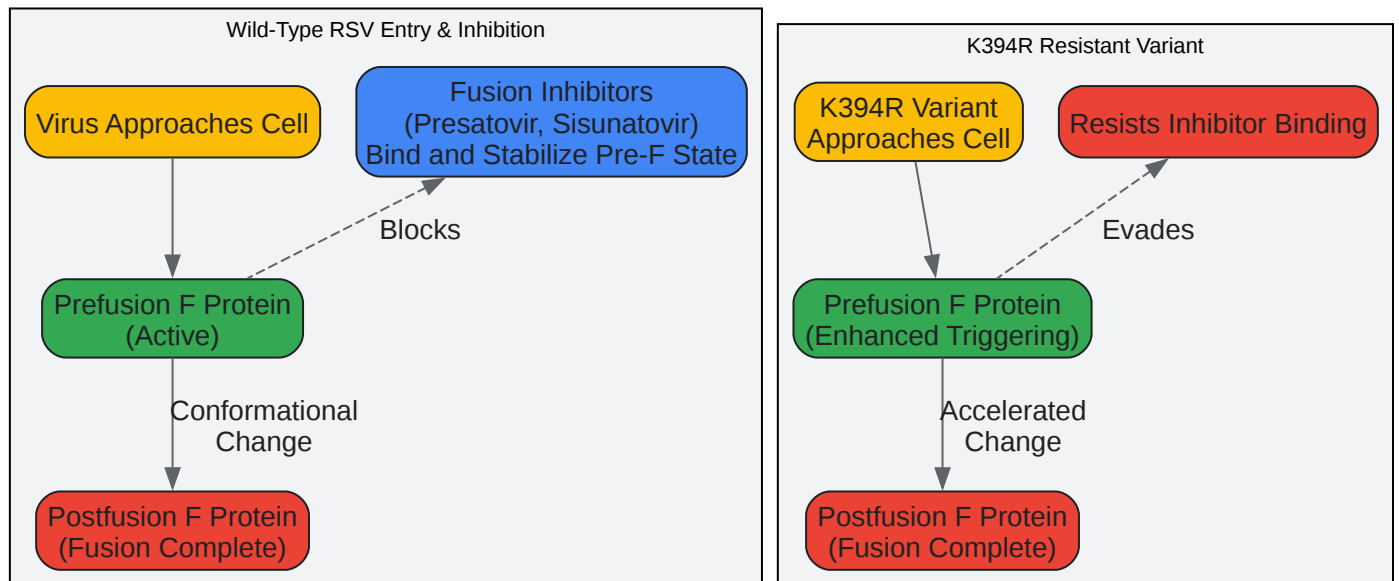 Wild-Type RSV Entry & Inhibition
Virus Approaches Cell
Fusion Inhibitors
(Presatovir, Sisunatovir)
Bind and Stabilize Pre-F State
Blocks
Prefusion F Protein
(Active)
Conformational
Change
Postfusion F Protein
(Fusion Complete)
K394R Resistant Variant
K394R Variant
Approaches Cell
Resists Inhibitor Binding
Evades
Prefusion F Protein
(Enhanced Triggering)
Accelerated
Change
Postfusion F Protein
(Fusion Complete)